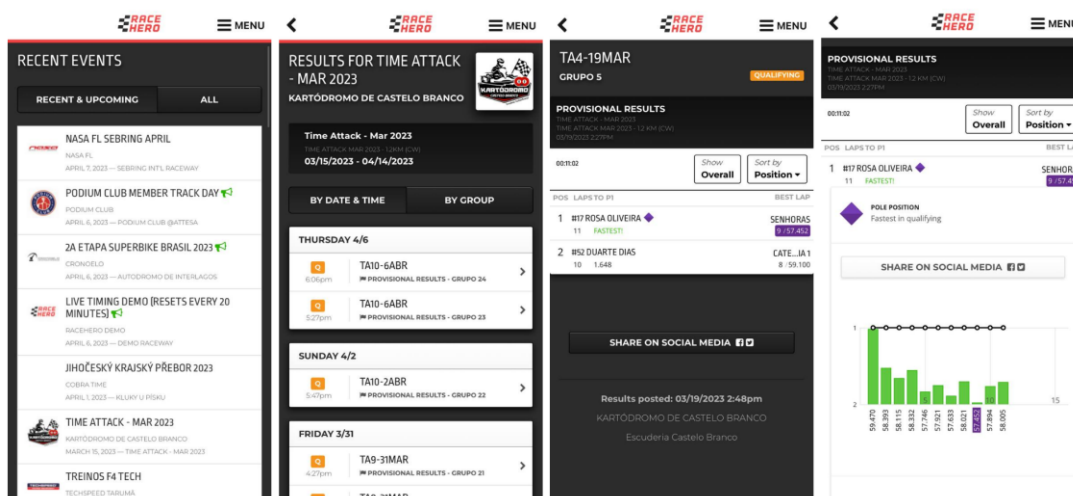 RACE
HERO
MENU
RECENT EVENTS
RECENT & UPCOMING
ALL
NASA FL SEBRING APRIL
NASA FL
APRIL 7, 2023 — SEBRING INT'L RACEWAY
PODIUM CLUB MEMBER TRACK DAY
PODIUM CLUB
APRIL 6, 2023 — PODIUM CLUB @ATTESA
2A ETAPA SUPERBIKE BRASIL 2023
CRONOELO
APRIL 6, 2023 — AUTODROMO DE INTERLAGOS
LIVE TIMING DEMO (RESETS EVERY 20
MINUTES)
RACEHERO DEMO
APRIL 6, 2023 — DEMO RACEWAY
JIHOČESKÝ KRAJSKÝ PŘEBOR 2023
COBRA TIME
APRIL 1, 2023 — KLUKY U PÍSKU
TIME ATTACK - MAR 2023
KARTÓDROMO DE CASTELO BRANCO
MARCH 15, 2023 — TIME ATTACK - MAR 2023
TREINOS F4 TECH
TECHSPEED TARUMÃ
RACE
HERO
MENU
RESULTS FOR TIME ATTACK
- MAR 2023
KARTÓDROMO DE CASTELO BRANCO
KARTÓDROMO
Time Attack - Mar 2023
TIME ATTACK MAR 2023 - 1.2KM (CW)
03/15/2023 - 04/14/2023
BY DATE & TIME
BY GROUP
THURSDAY 4/6
Q
TA10-6ABR
6:06pm
PROVISIONAL RESULTS - GRUPO 24
Q
TA10-6ABR
5:27pm
PROVISIONAL RESULTS - GRUPO 23
SUNDAY 4/2
Q
TA10-2ABR
5:47pm
PROVISIONAL RESULTS - GRUPO 22
FRIDAY 3/31
Q
TA9-31MAR
4:27pm
PROVISIONAL RESULTS - GRUPO 21
RACE
HERO
MENU
TA4-19MAR
GRUPO 5
QUALIFYING
PROVISIONAL RESULTS
TIME ATTACK - MAR 2023
TIME ATTACK MAR 2023 - 1.2 KM (CW)
03/19/2023 2:27PM
00:11:02
Show
Overall
Sort by
Position
POS LAPS TO P1 BEST LAP
1 #17 ROSA OLIVEIRA SENHORAS
11 FASTEST! 9 / 57.452
2 #52 DUARTE DIAS CATE...IA 1
10 1.648 8 / 59.100
SHARE ON SOCIAL MEDIA
Results posted: 03/19/2023 2:48pm
KARTÓDROMO DE CASTELO BRANCO
Escuderia Castelo Branco
RACE
HERO
MENU
PROVISIONAL RESULTS
TIME ATTACK - MAR 2023
TIME ATTACK MAR 2023 - 1.2 KM (CW)
03/19/2023 2:27PM
00:11:02
Show
Overall
Sort by
Position
POS LAPS TO P1 BEST L
1 #17 ROSA OLIVEIRA SENHOR
11 FASTEST! 9 / 57.4
POLE POSITION
Fastest in qualifying
SHARE ON SOCIAL MEDIA
1
2
5
10
15
59.470
58.393
58.115
58.332
57.746
57.921
57.633
58.021
57.452
57.894
58.005